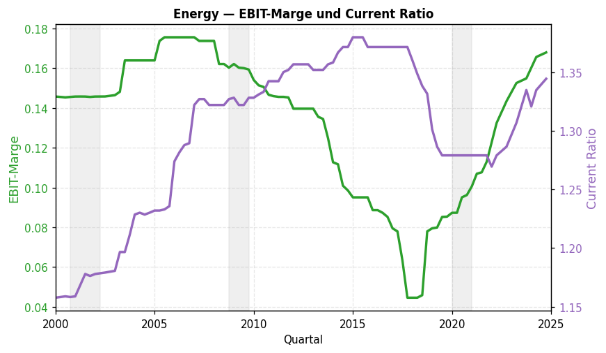 Energy — EBIT-Marge und Current Ratio
EBIT-Marge
0.18
0.16
0.14
0.12
0.10
0.08
0.06
0.04
1.35
1.30
1.25
1.20
1.15
Current Ratio
2000 2005 2010 2015 2020 2025
Quartal